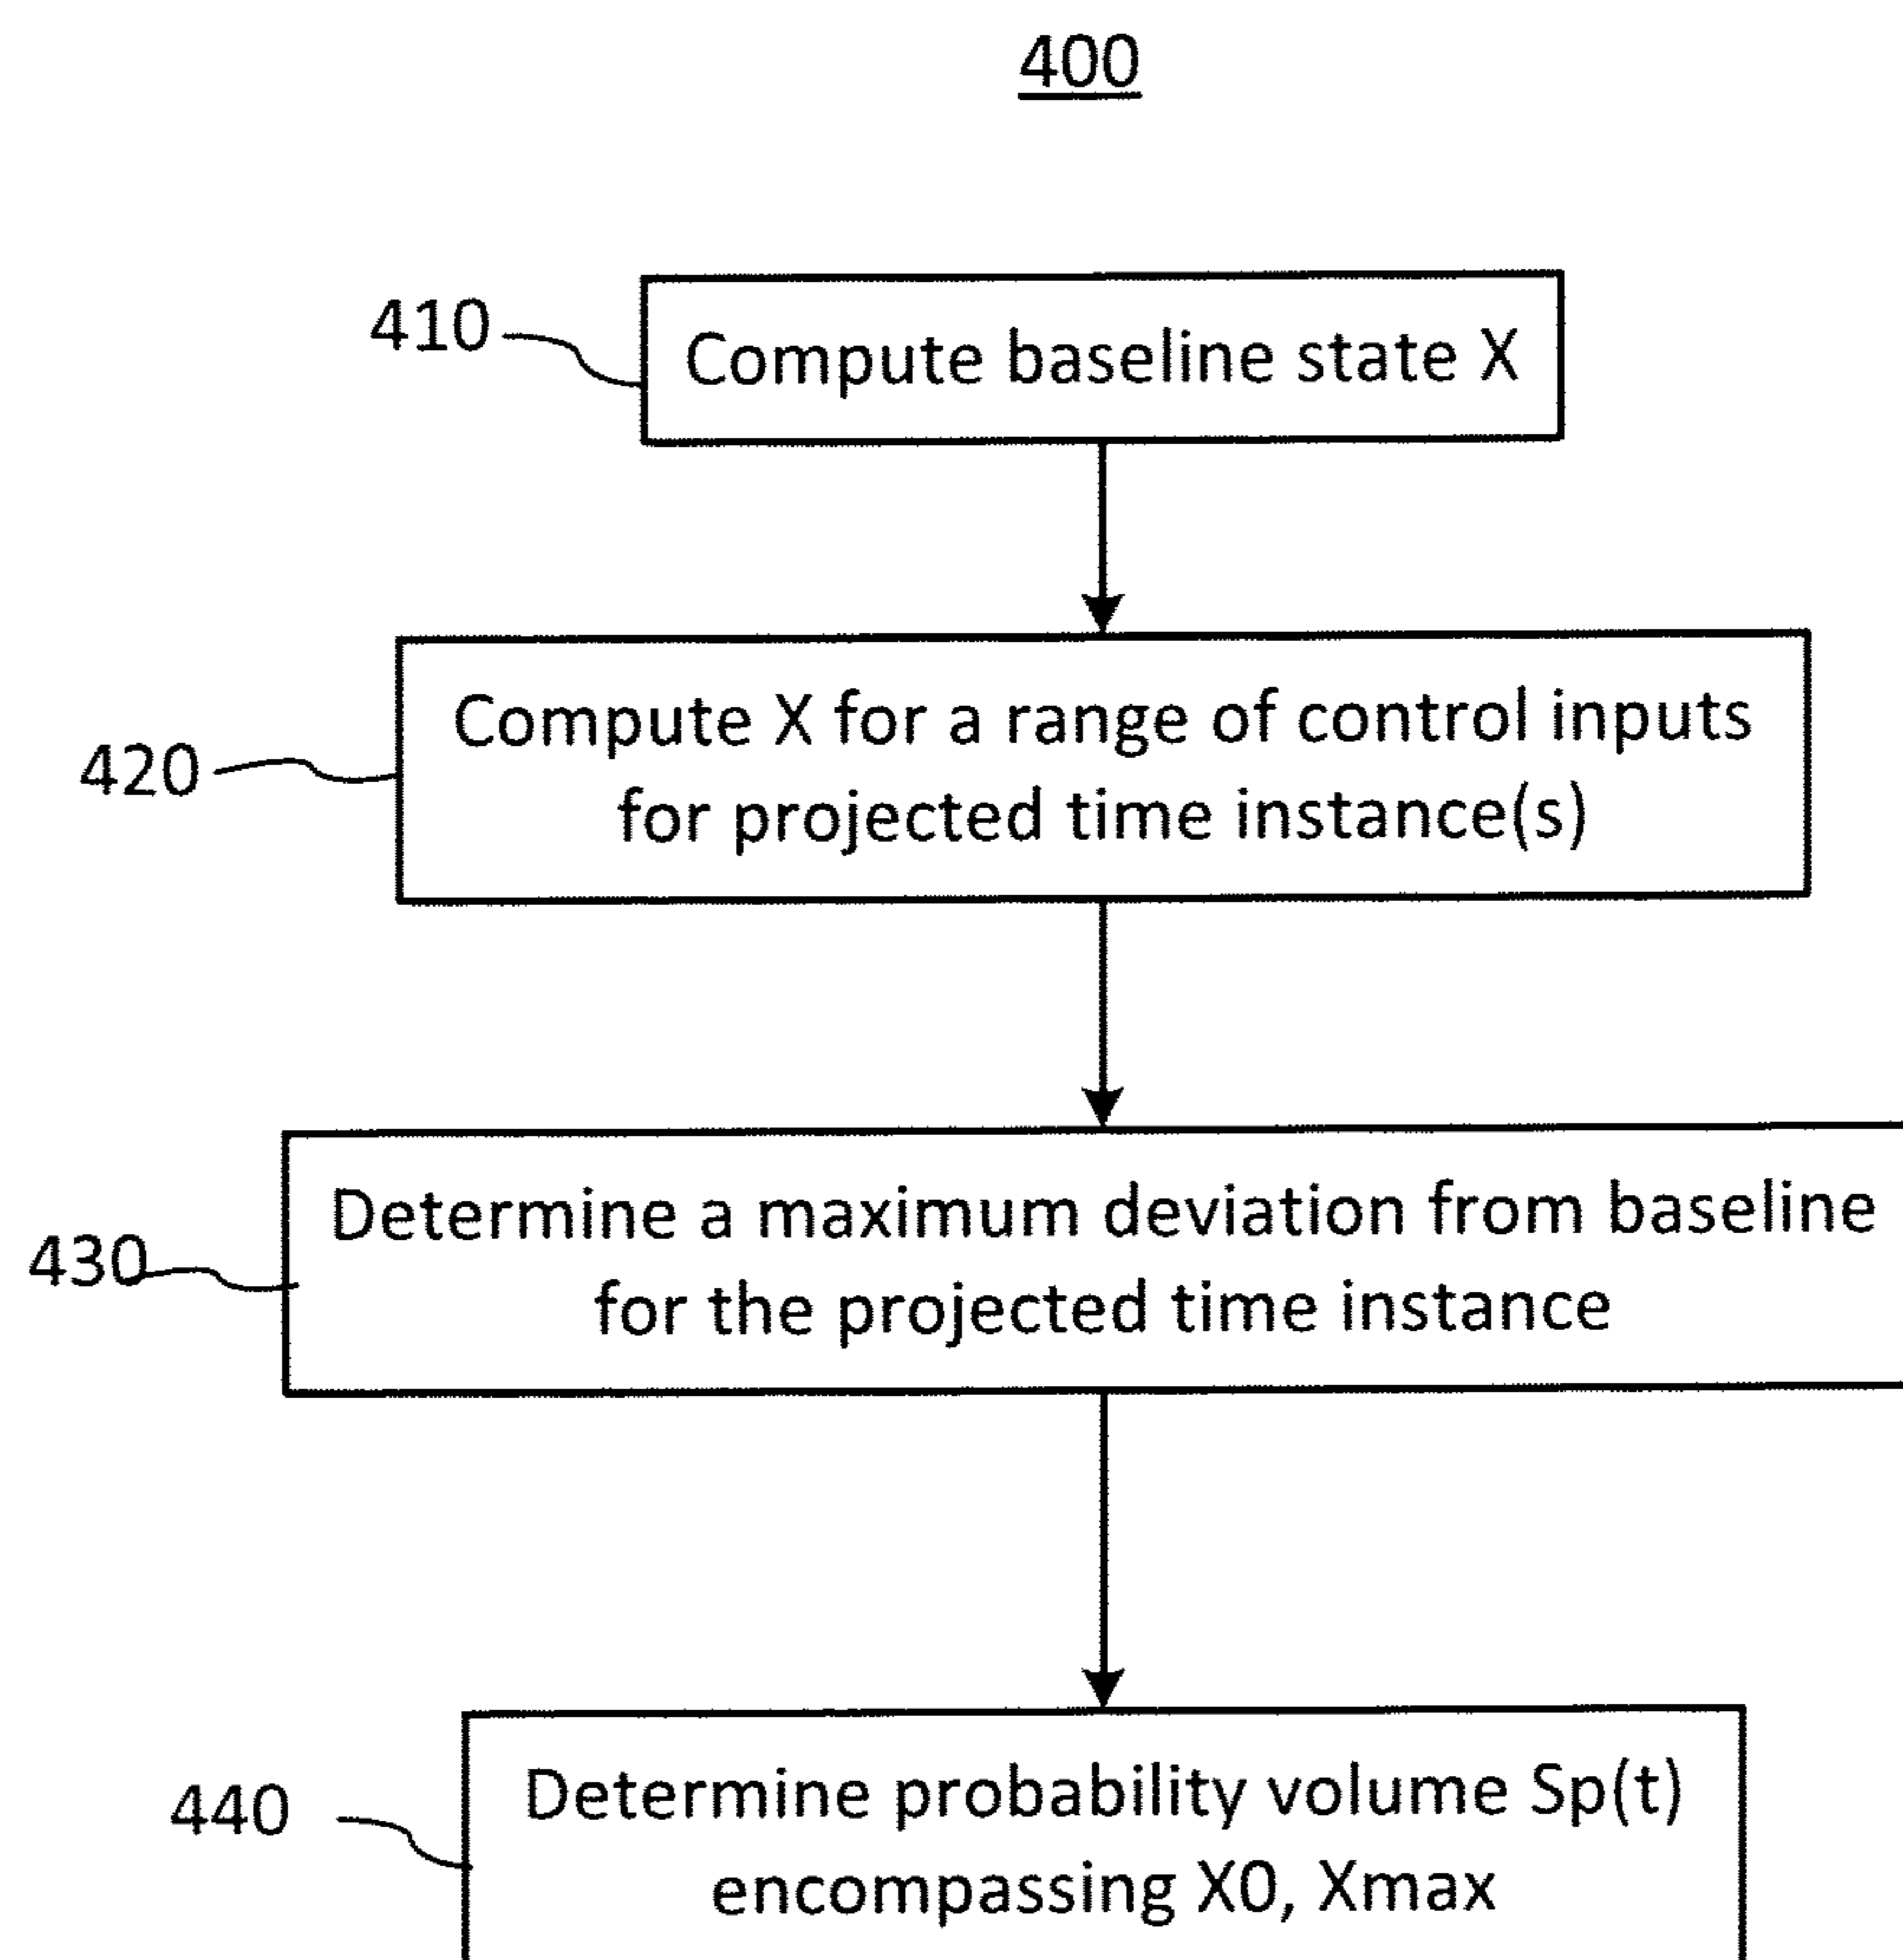 400
410
Compute baseline state X
420
Compute X for a range of control inputs
for projected time instance(s)
430
Determine a maximum deviation from baseline
for the projected time instance
440
Determine probability volume Sp(t)
encompassing X0, Xmax